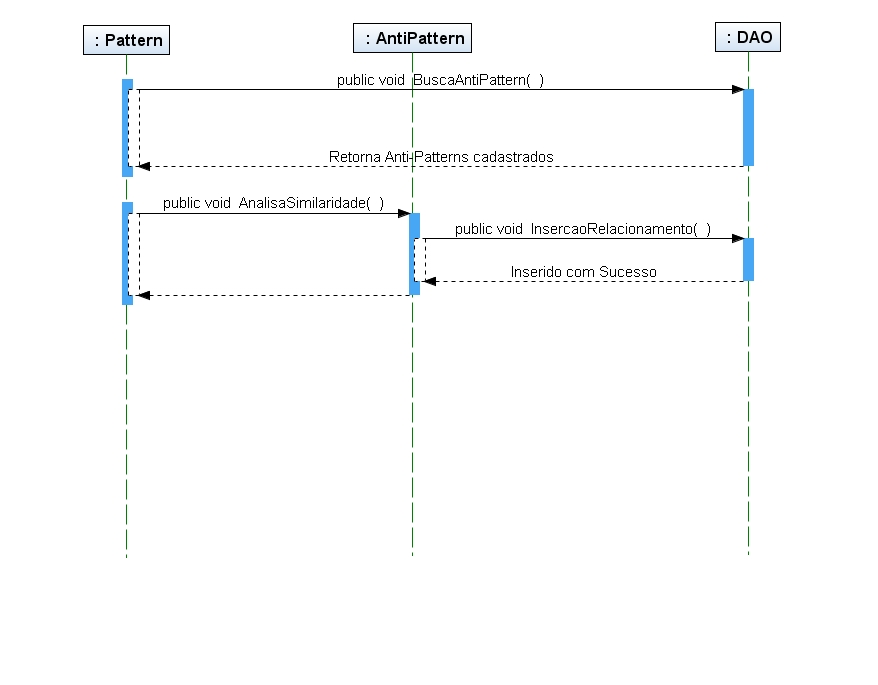 : Pattern
: AntiPattern
: DAO
public void BuscaAntiPattern( )
Retorna Anti-Patterns cadastrados
public void AnalisaSimilaridade( )
public void InsercaoRelacionamento( )
Inserido com Sucesso